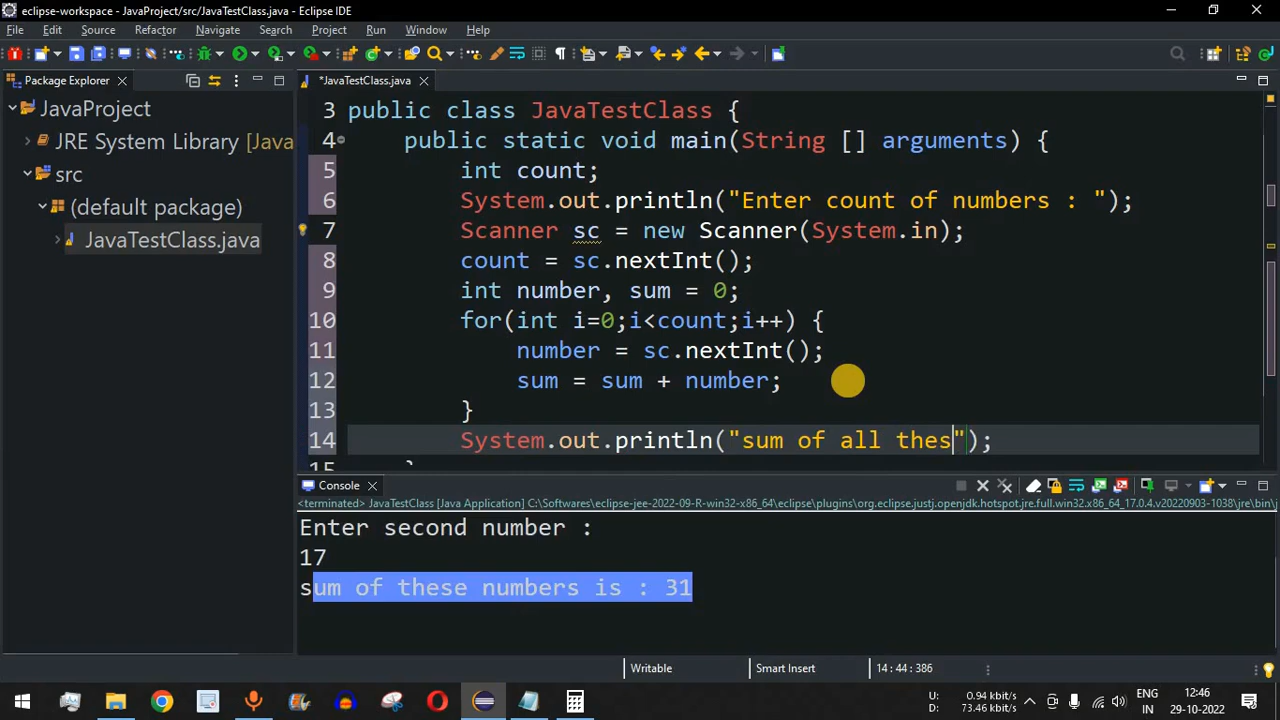 eclipse-workspace - JavaProject/src/JavaTestClass.java - Eclipse IDE
File Edit Source Refactor Navigate Search Project Run Window Help
Package Explorer
*JavaTestClass.java
JavaProject
JRE System Library [Java
src
(default package)
JavaTestClass.java
3 public class JavaTestClass {
4 public static void main(String [] arguments) {
5 int count;
6 System.out.println("Enter count of numbers : ");
7 Scanner sc = new Scanner(System.in);
8 count = sc.nextInt();
9 int number, sum = 0;
10 for(int i=0;i<count;i++) {
11 number = sc.nextInt();
12 sum = sum + number;
13 }
14 System.out.println("sum of all thes");
15 }
Console
<terminated> JavaTestClass [Java Application] C:\Softwares\eclipse-jee-2022-09-R-win32-x86_64\eclipse\plugins\org.eclipse.justj.openjdk.hotspot.jre.full.win32.x86_64_17.0.4.v20220903-1038\jre\bin\j
Enter second number :
17
sum of these numbers is : 31
Writable Smart Insert 14 : 44 : 386
U: 0.94 kbit/s
D: 73.46 kbit/s
ENG
IN
12:46
29-10-2022